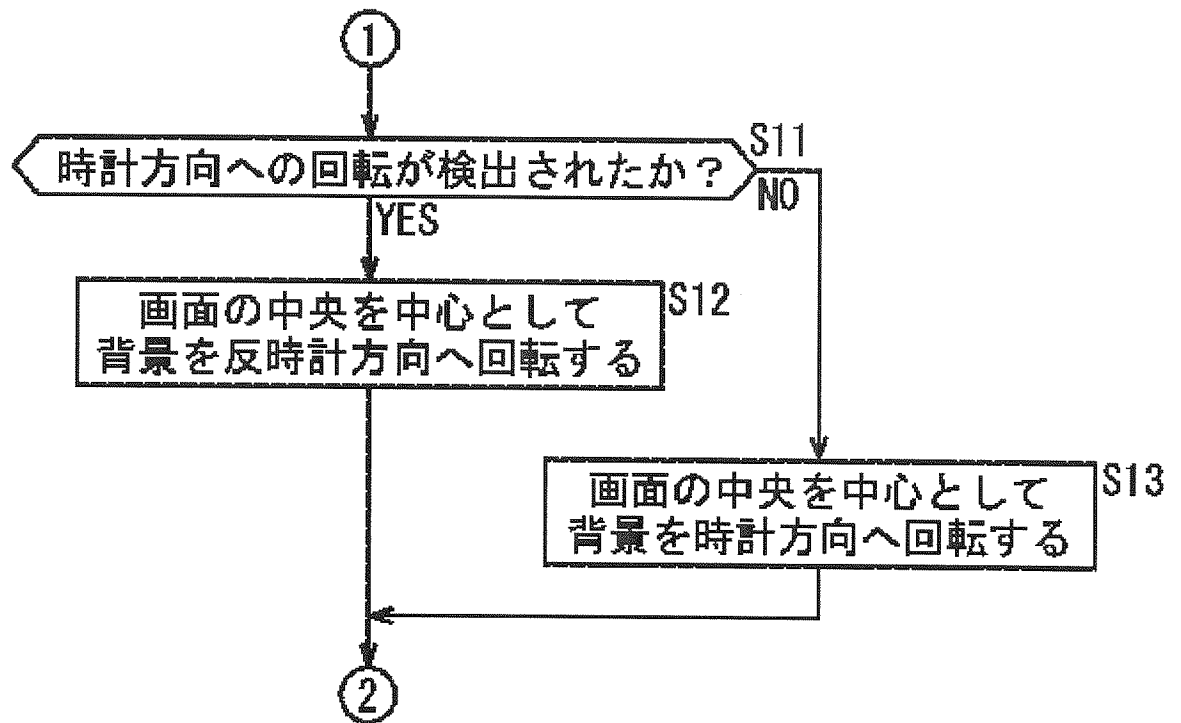 1
時計方向への回転が検出されたか？
S11
NO
YES
画面の中央を中心として
背景を反時計方向へ回転する
S12
画面の中央を中心として
背景を時計方向へ回転する
S13
2